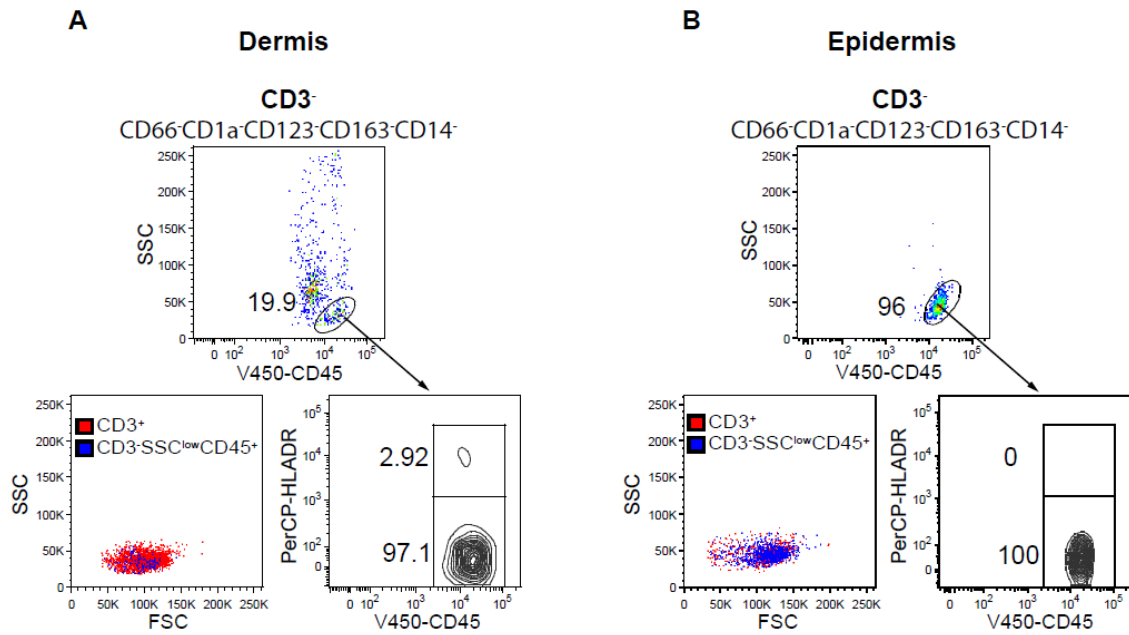 A
Dermis
CD3⁻
CD66⁻CD1a⁻CD123⁻CD163⁻CD14⁻
250K
200K
150K
100K
50K
0
SSC
19.9
0 10² 10³ 10⁴ 10⁵
V450-CD45
250K
200K
150K
100K
50K
0
SSC
CD3⁺
CD3⁻SSCˡᵒʷCD45⁺
0 50K 100K 150K 200K 250K
FSC
10⁵
10⁴
10³
10²
0
PerCP-HLADR
2.92
97.1
0 10² 10³ 10⁴ 10⁵
V450-CD45
B
Epidermis
CD3⁻
CD66⁻CD1a⁻CD123⁻CD163⁻CD14⁻
250K
200K
150K
100K
50K
0
SSC
96
0 10² 10³ 10⁴ 10⁵
V450-CD45
250K
200K
150K
100K
50K
0
SSC
CD3⁺
CD3⁻SSCˡᵒʷCD45⁺
0 50K 100K 150K 200K 250K
FSC
10⁵
10⁴
10³
10²
0
PerCP-HLADR
0
100
0 10² 10³ 10⁴ 10⁵
V450-CD45